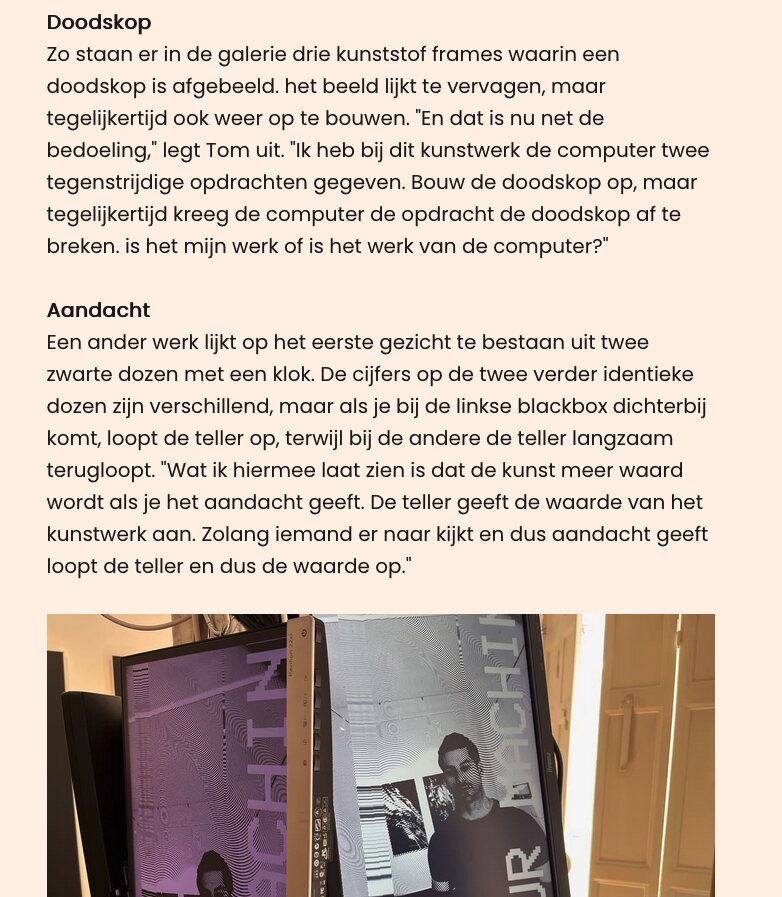 Doodskop
Zo staan er in de galerie drie kunststof frames waarin een
doodskop is afgebeeld. het beeld lijkt te vervagen, maar
tegelijkertijd ook weer op te bouwen. "En dat is nu net de
bedoeling," legt Tom uit. "Ik heb bij dit kunstwerk de computer twee
tegenstrijdige opdrachten gegeven. Bouw de doodskop op, maar
tegelijkertijd kreeg de computer de opdracht de doodskop af te
breken. is het mijn werk of is het werk van de computer?"
Aandacht
Een ander werk lijkt op het eerste gezicht te bestaan uit twee
zwarte dozen met een klok. De cijfers op de twee verder identieke
dozen zijn verschillend, maar als je bij de linkse blackbox dichterbij
komt, loopt de teller op, terwijl bij de andere de teller langzaam
terugloopt. "Wat ik hiermee laat zien is dat de kunst meer waard
wordt als je het aandacht geeft. De teller geeft de waarde van het
kunstwerk aan. Zolang iemand er naar kijkt en dus aandacht geeft
loopt de teller en dus de waarde op."
CHIN
ACHIN
UR